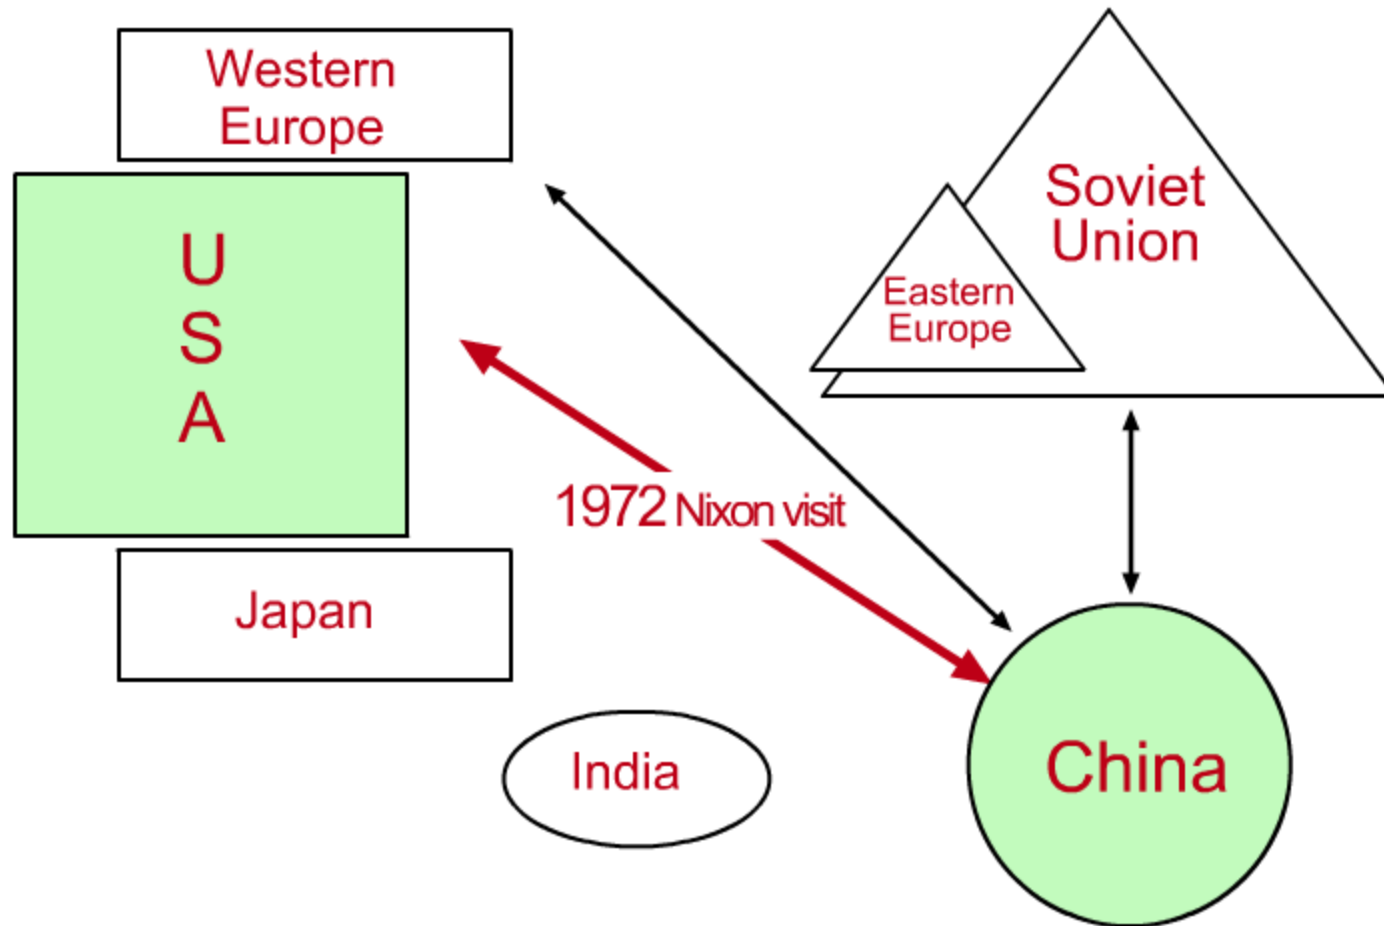 Western
Europe
U
S
A
Soviet
Union
Eastern
Europe
1972 Nixon visit
Japan
India
China